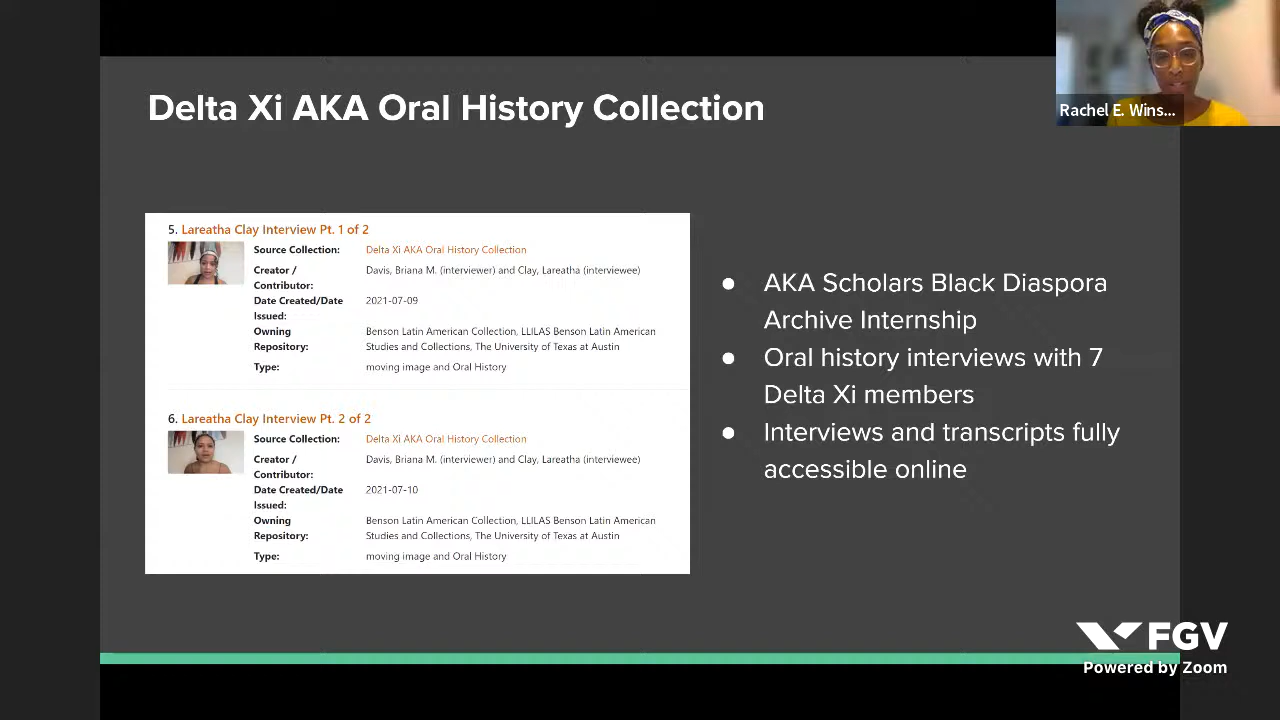 Delta Xi AKA Oral History Collection
Rachel E. Wins...
5. Lareatha Clay Interview Pt. 1 of 2
Source Collection: Delta Xi AKA Oral History Collection
Creator / Davis, Briana M. (interviewer) and Clay, Lareatha (interviewee)
Contributor:
Date Created/Date 2021-07-09
Issued:
Owning Benson Latin American Collection, LLILAS Benson Latin American
Repository: Studies and Collections, The University of Texas at Austin
Type: moving image and Oral History
6. Lareatha Clay Interview Pt. 2 of 2
Source Collection: Delta Xi AKA Oral History Collection
Creator / Davis, Briana M. (interviewer) and Clay, Lareatha (interviewee)
Contributor:
Date Created/Date 2021-07-10
Issued:
Owning Benson Latin American Collection, LLILAS Benson Latin American
Repository: Studies and Collections, The University of Texas at Austin
Type: moving image and Oral History
● AKA Scholars Black Diaspora
Archive Internship
● Oral history interviews with 7
Delta Xi members
● Interviews and transcripts fully
accessible online
FGV
Powered by Zoom